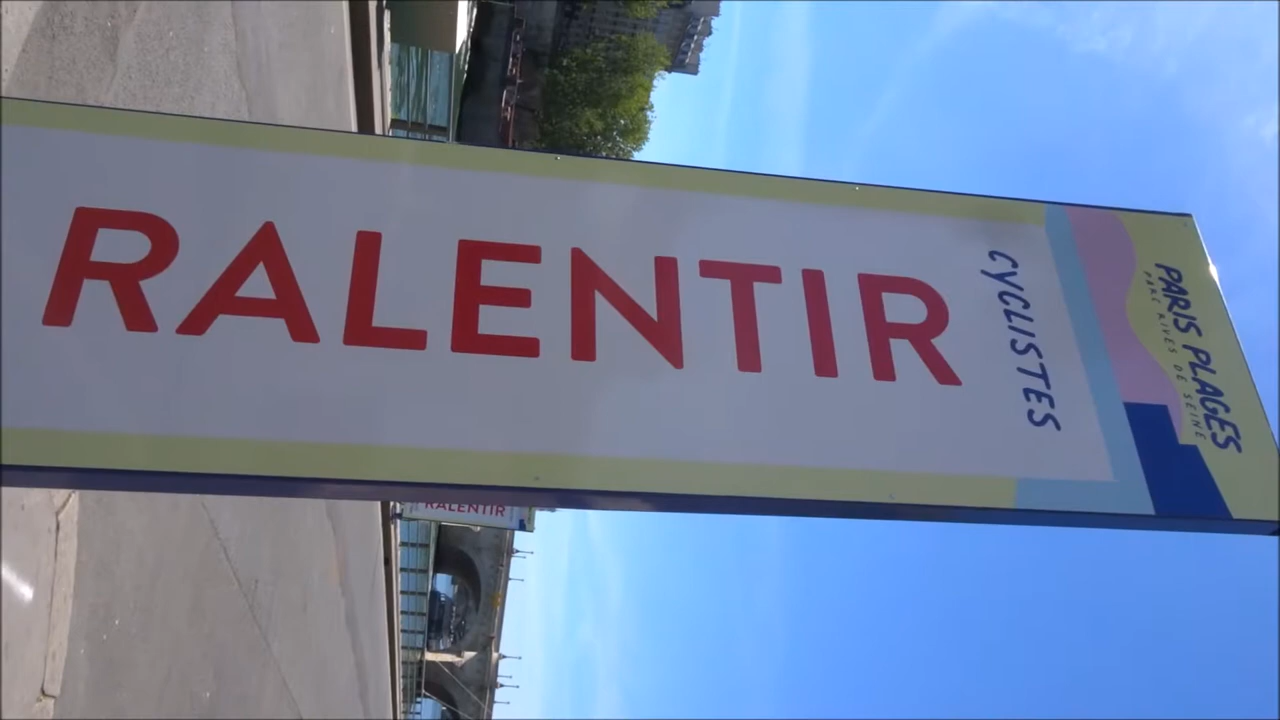 PARIS PLAGES
PARC RIVES DE SEINE
CYCLISTES
RALENTIR
RALENTIR